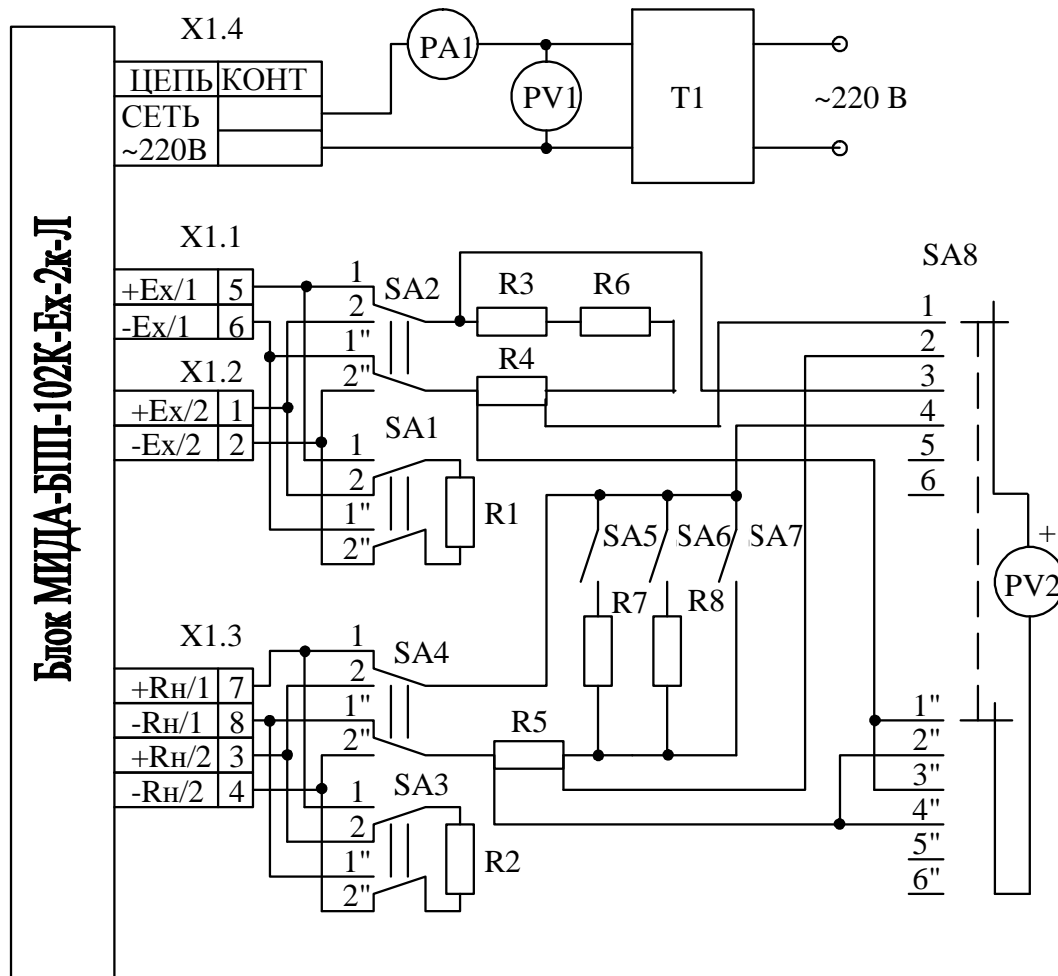 Блок МИДА-БПП-102К-Ех-2к-Л
X1.4
ЦЕПЬ КОНТ
СЕТЬ
~220В
PA1
PV1
T1
~220 В
X1.1
+Ex/1 5
-Ex/1 6
X1.2
+Ex/2 1
-Ex/2 2
1
2
1"
2"
SA2
R3
R6
R4
SA1
1
2
1"
2"
R1
SA8
1
2
3
4
5
6
SA5
SA6
SA7
R7
R8
+
PV2
X1.3
+Rн/1 7
-Rн/1 8
+Rн/2 3
-Rн/2 4
1
2
1"
2"
SA4
R5
SA3
1
2
1"
2"
R2
1"
2"
3"
4"
5"
6"